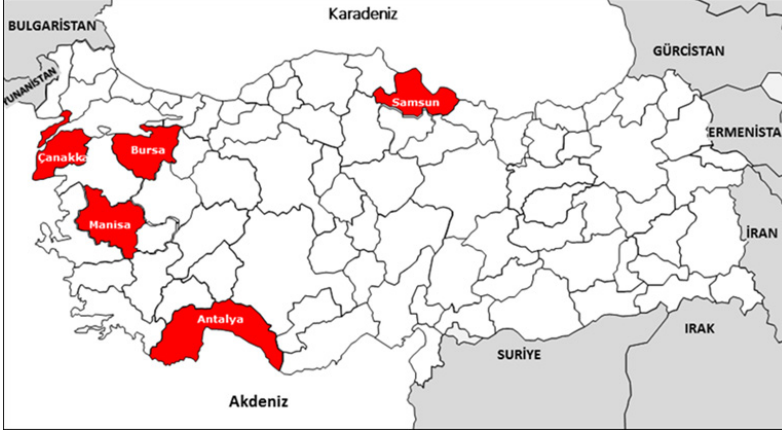 Karadeniz
BULGARİSTAN
GÜRCİSTAN
YUNANİSTAN
Samsun
ERMENİSTA
Çanakka
Bursa
Manisa
İRAN
Antalya
IRAK
SURİYE
Akdeniz